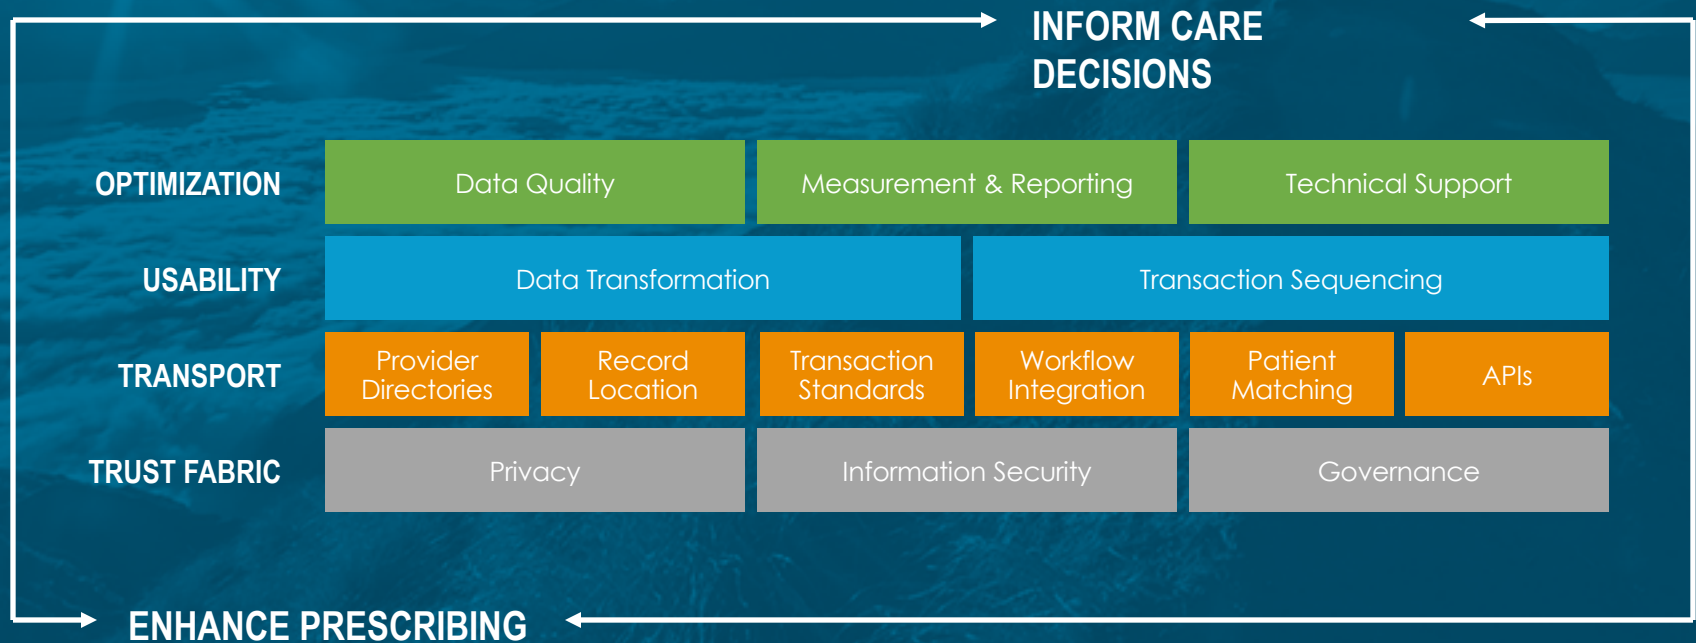 INFORM CARE
DECISIONS
OPTIMIZATION
Data Quality
Measurement & Reporting
Technical Support
USABILITY
Data Transformation
Transaction Sequencing
TRANSPORT
Provider
Directories
Record
Location
Transaction
Standards
Workflow
Integration
Patient
Matching
APIs
TRUST FABRIC
Privacy
Information Security
Governance
ENHANCE PRESCRIBING